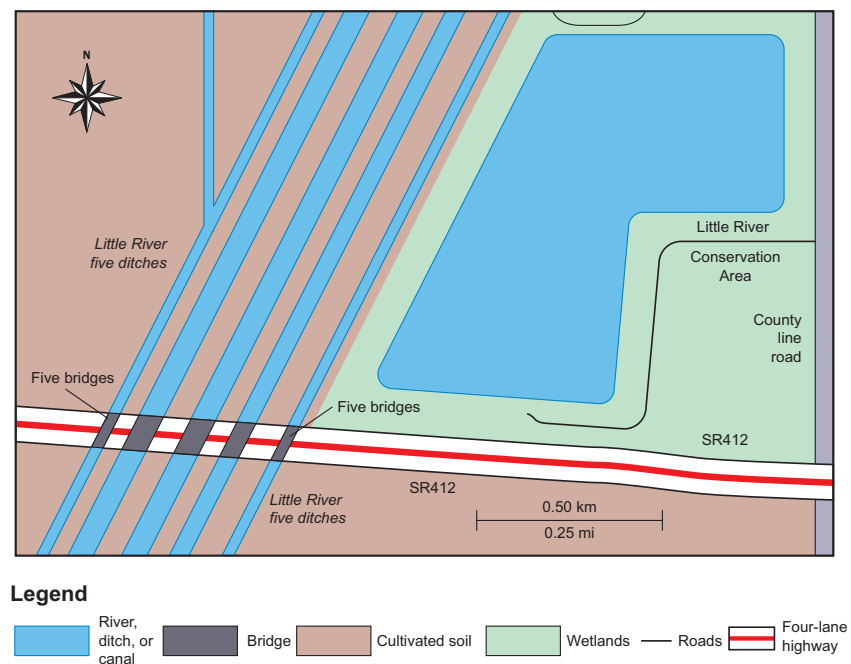 N
Little River
five ditches
Little River
Conservation
Area
County
line
road
Five bridges
Five bridges
SR412
SR412
Little River
five ditches
0.50 km
0.25 mi
Legend
River,
ditch, or
canal
Bridge
Cultivated soil
Wetlands
Roads
Four-lane
highway